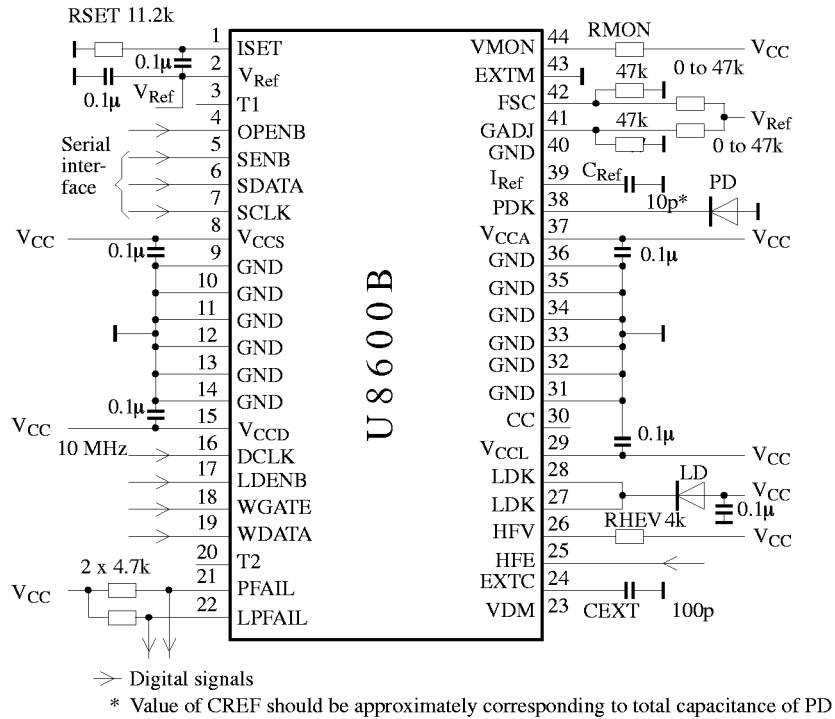 RSET 11.2k
0.1µ
0.1µ
V Ref
Serial
inter-
face
VCC
0.1µ
0.1µ
VCC
10 MHz
2 x 4.7k
VCC
1 ISET
2 VRef
3 T1
4 OPENB
5 SENB
6 SDATA
7 SCLK
8 VCCS
9 GND
10 GND
11 GND
12 GND
13 GND
14 GND
15 VCCD
16 DCLK
17 LDENB
18 WGATE
19 WDATA
20 T2
21 PFAIL
22 LPFAIL
U8600B
VMON 44
EXTM 43
FSC 42
GADJ 41
GND 40
IRef 39
PDK 38
VCCA 37
GND 36
GND 35
GND 34
GND 33
GND 32
GND 31
CC 30
VCCL 29
LDK 28
LDK 27
HFV 26
HFE 25
EXTC 24
VDM 23
RMON
VCC
47k
0 to 47k
VRef
47k
0 to 47k
CRef
10p*
PD
VCC
0.1µ
0.1µ
VCC
LD
VCC
0.1µ
RHEV 4k
VCC
CEXT
100p
Digital signals
* Value of CREF should be approximately corresponding to total capacitance of PD